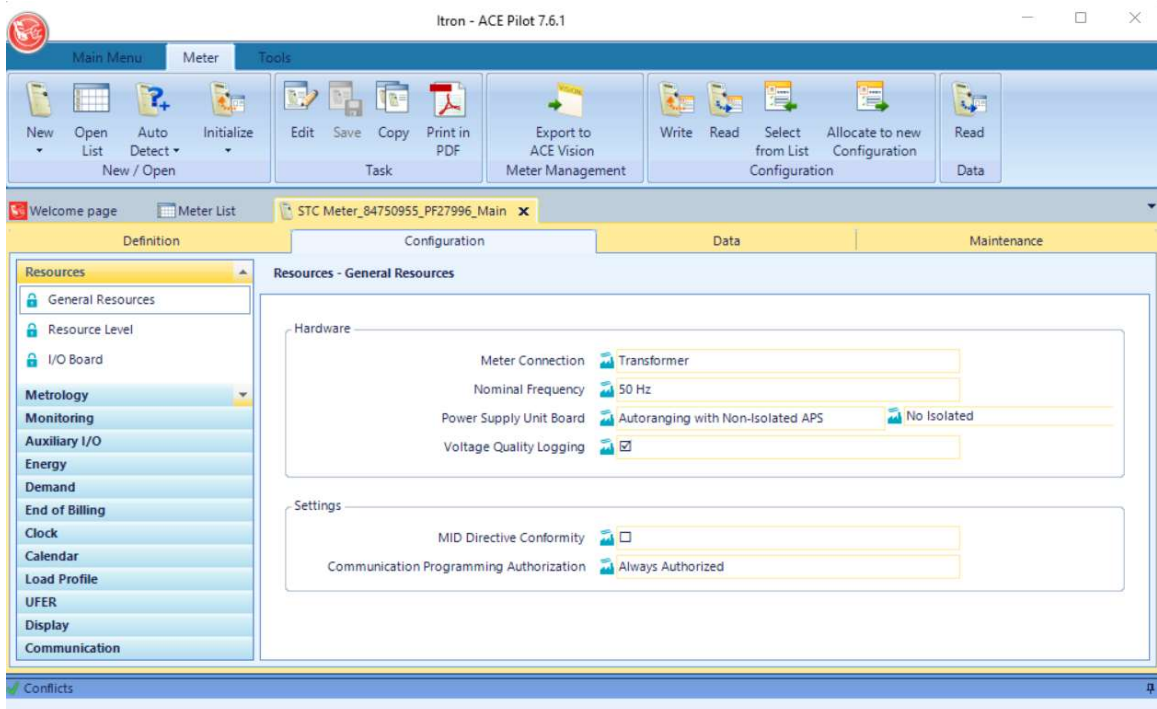 Itron - ACE Pilot 7.6.1
Main Menu Meter Tools
New Open List Auto Detect Initialize Edit Save Copy Print in PDF Export to ACE Vision Write Read Select from List Allocate to new Configuration Read
New / Open Task Meter Management Configuration Data
Welcome page Meter List STC Meter_84750955_PF27996_Main
Definition Configuration Data Maintenance
Resources
General Resources
Resource Level
I/O Board
Metrology
Monitoring
Auxiliary I/O
Energy
Demand
End of Billing
Clock
Calendar
Load Profile
UFER
Display
Communication
Resources - General Resources
Hardware
Meter Connection Transformer
Nominal Frequency 50 Hz
Power Supply Unit Board Autoranging with Non-Isolated APS No Isolated
Voltage Quality Logging
Settings
MID Directive Conformity
Communication Programming Authorization Always Authorized
Conflicts